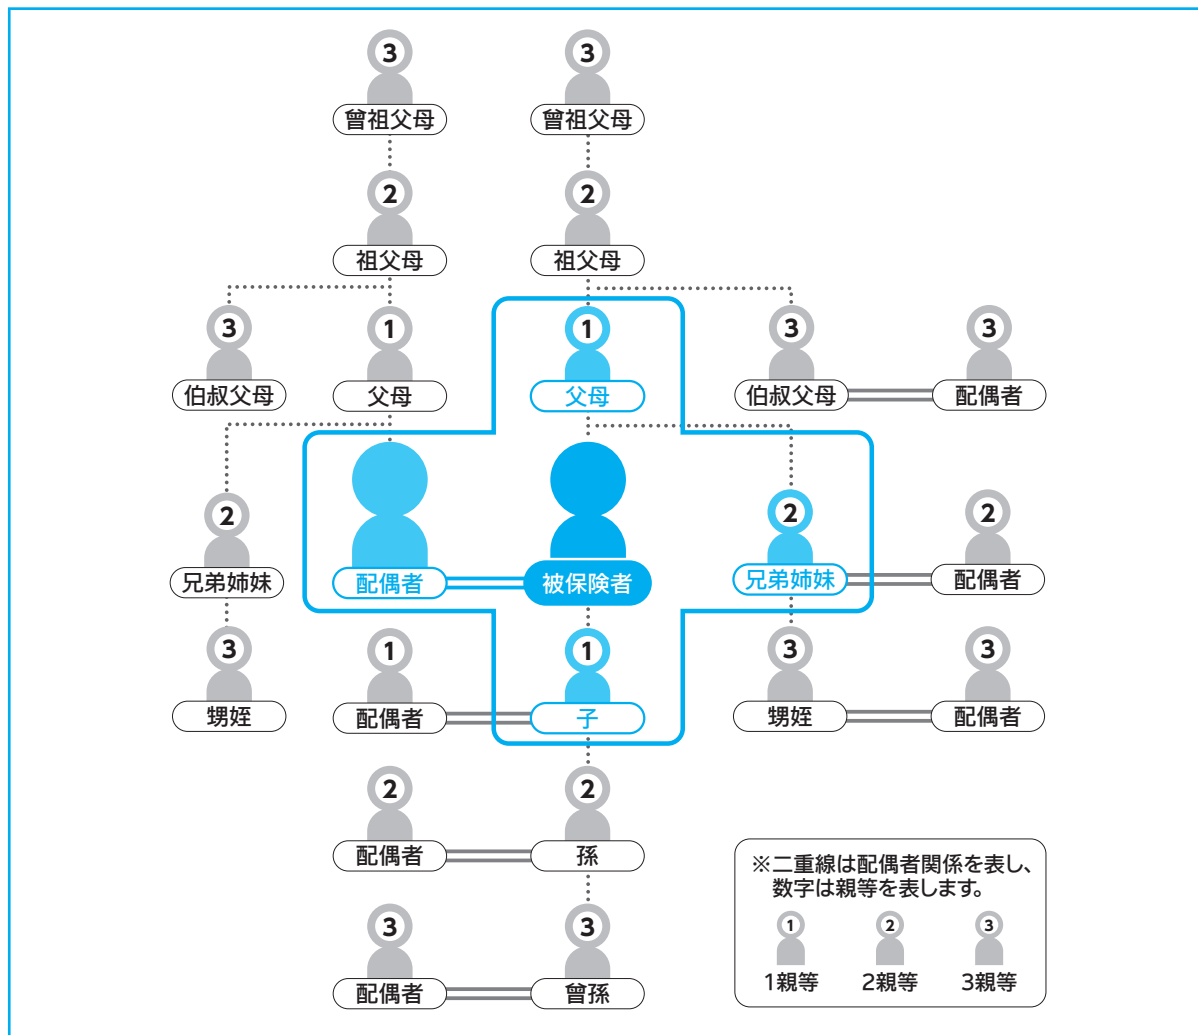 3 3
曾祖父母 曾祖父母
2 2
祖父母 祖父母
3 1 1 3 3
伯叔父母 父母 父母 伯叔父母 配偶者
2 2 2
兄弟姉妹 配偶者 被保険者 兄弟姉妹 配偶者
3 1 1 3 3
甥姪 配偶者 子 甥姪 配偶者
2 2
配偶者 孫
3 3
配偶者 曾孫
※二重線は配偶者関係を表し、
数字は親等を表します。
1 2 3
1親等 2親等 3親等